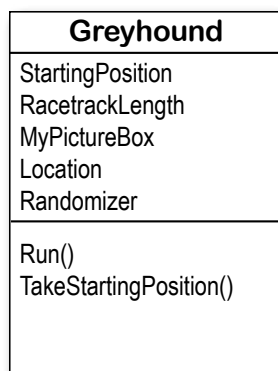 Greyhound
StartingPosition
RacetrackLength
MyPictureBox
Location
Randomizer
Run()
TakeStartingPosition()